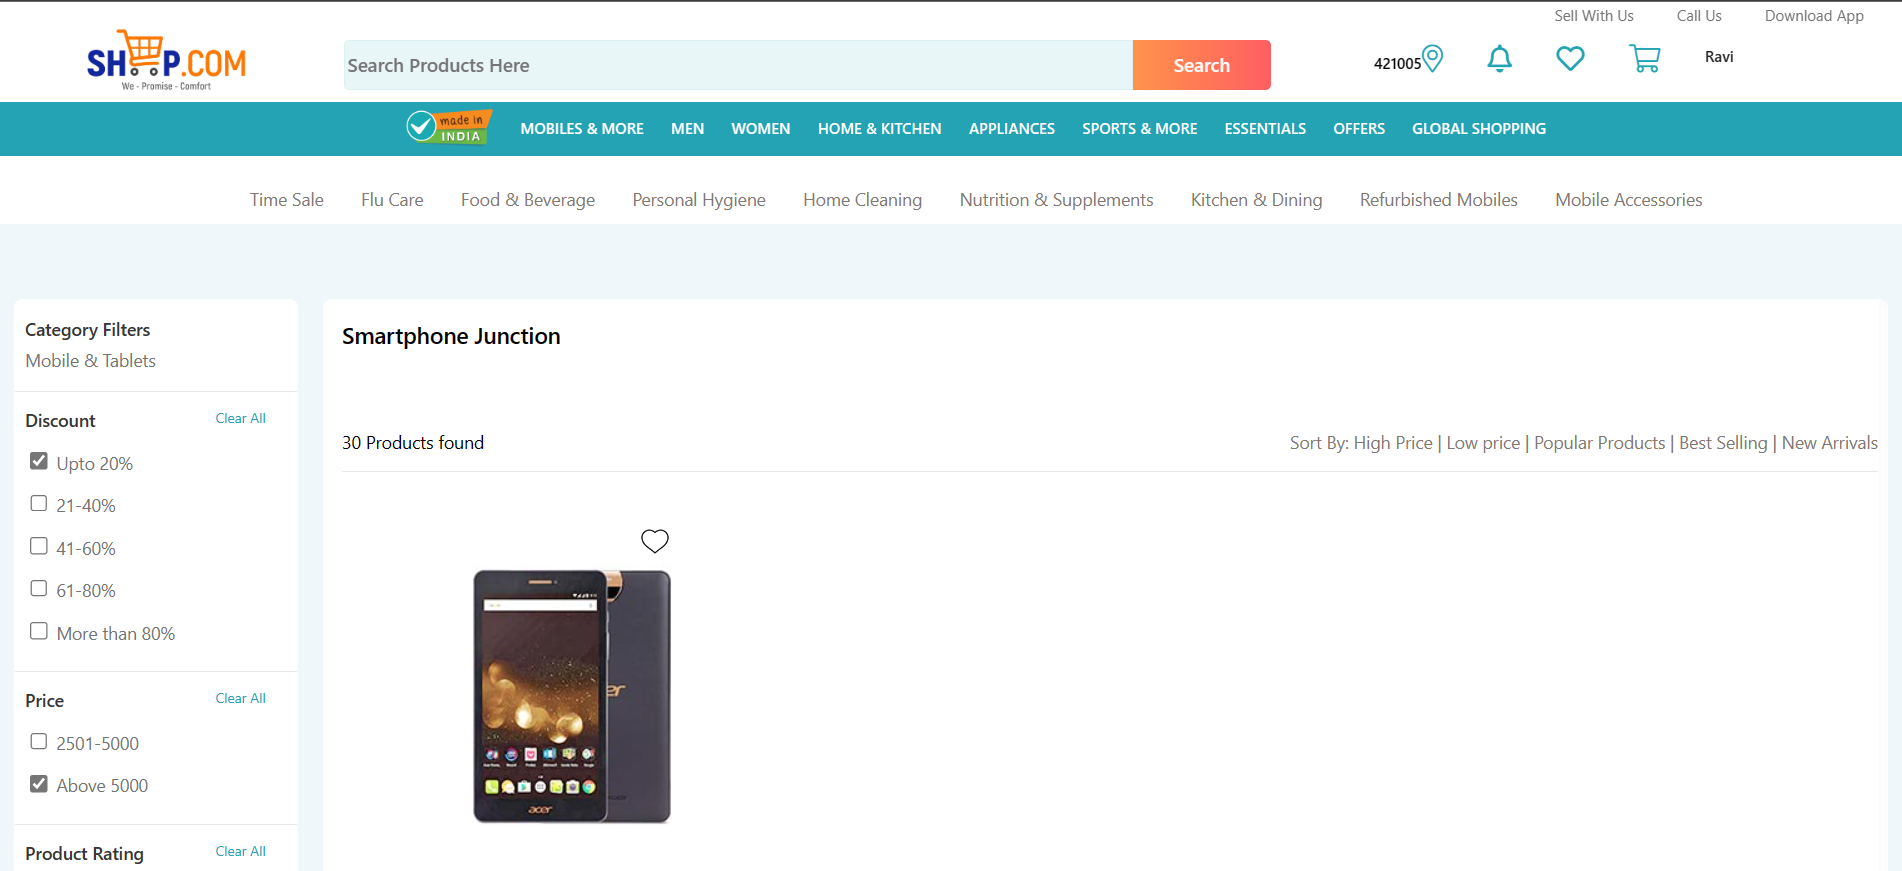 Sell With Us Call Us Download App
SHOP.COM
We - Promise - Comfort
Search Products Here Search
421005 Ravi
made in
INDIA
MOBILES & MORE MEN WOMEN HOME & KITCHEN APPLIANCES SPORTS & MORE ESSENTIALS OFFERS GLOBAL SHOPPING
Time Sale Flu Care Food & Beverage Personal Hygiene Home Cleaning Nutrition & Supplements Kitchen & Dining Refurbished Mobiles Mobile Accessories
Category Filters
Mobile & Tablets
Discount Clear All
Upto 20%
21-40%
41-60%
61-80%
More than 80%
Price Clear All
2501-5000
Above 5000
Product Rating Clear All
Smartphone Junction
30 Products found
Sort By: High Price | Low price | Popular Products | Best Selling | New Arrivals
acer